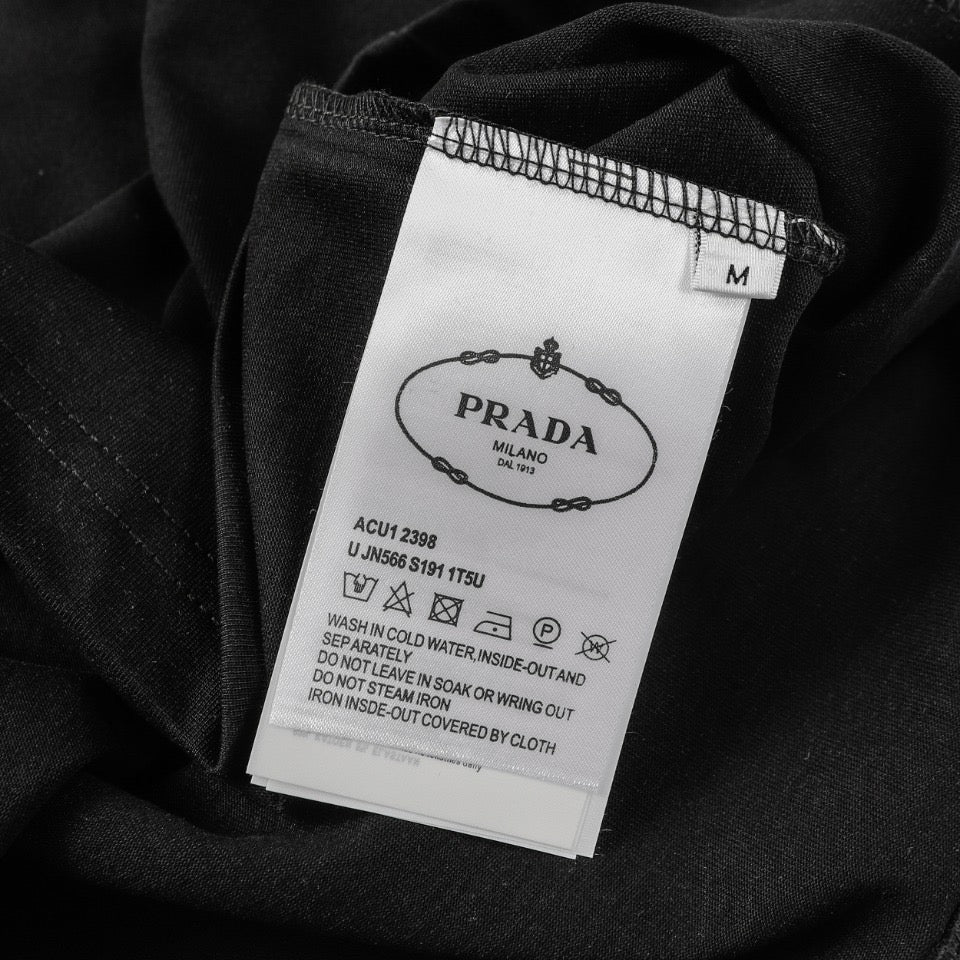 M
PRADA
MILANO
DAL 1913
ACU1 2398
U JN566 S191 1T5U
P
WASH IN COLD WATER,INSIDE-OUT AND
SEP ARATELY
DO NOT LEAVE IN SOAK OR WRING OUT
DO NOT STEAM IRON
IRON INSDE-OUT COVERED BY CLOTH